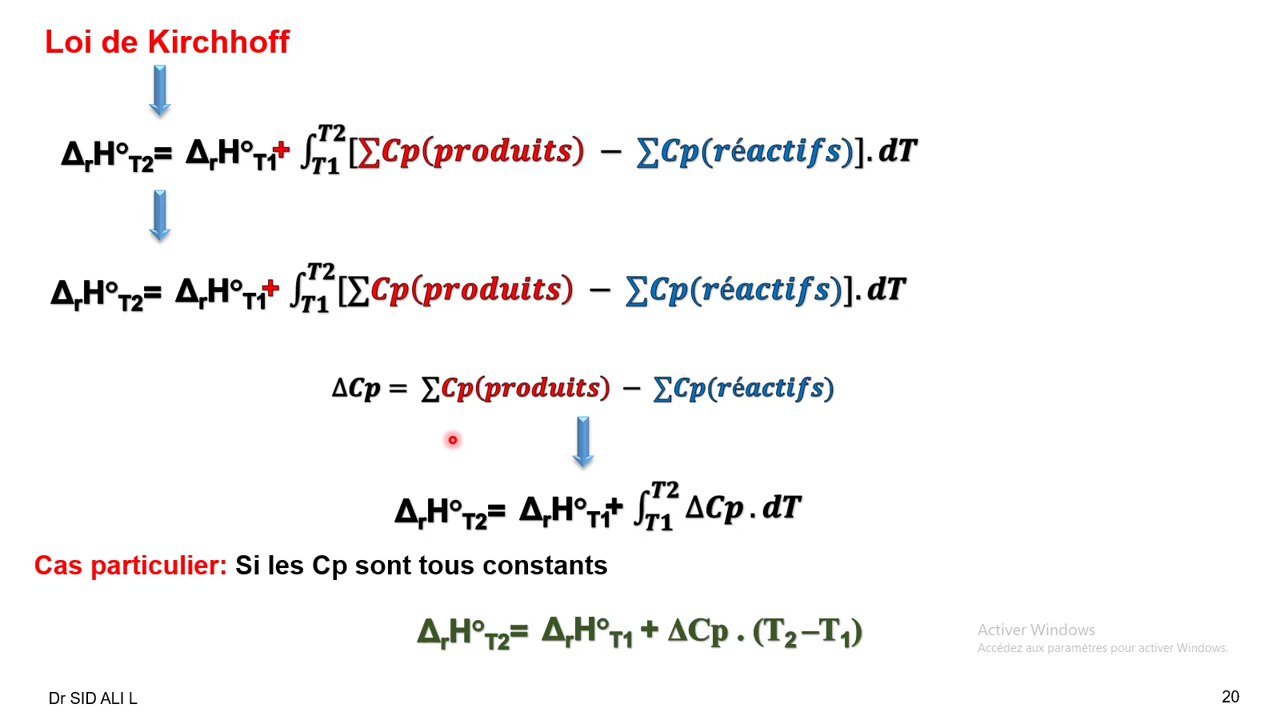 Loi de Kirchhoff
ΔrH°T2= ΔrH°T1+ ∫T1T2[∑Cp(produits) − ∑Cp(réactifs)].dT
ΔrH°T2= ΔrH°T1+ ∫T1T2[∑Cp(produits) − ∑Cp(réactifs)].dT
ΔCp = ∑Cp(produits) − ∑Cp(réactifs)
ΔrH°T2= ΔrH°T1+ ∫T1T2 ΔCp .dT
Cas particulier: Si les Cp sont tous constants
ΔrH°T2= ΔrH°T1 + ΔCp . (T2 –T1)
Activer Windows
Accédez aux paramètres pour activer Windows.
Dr SID ALI L
20